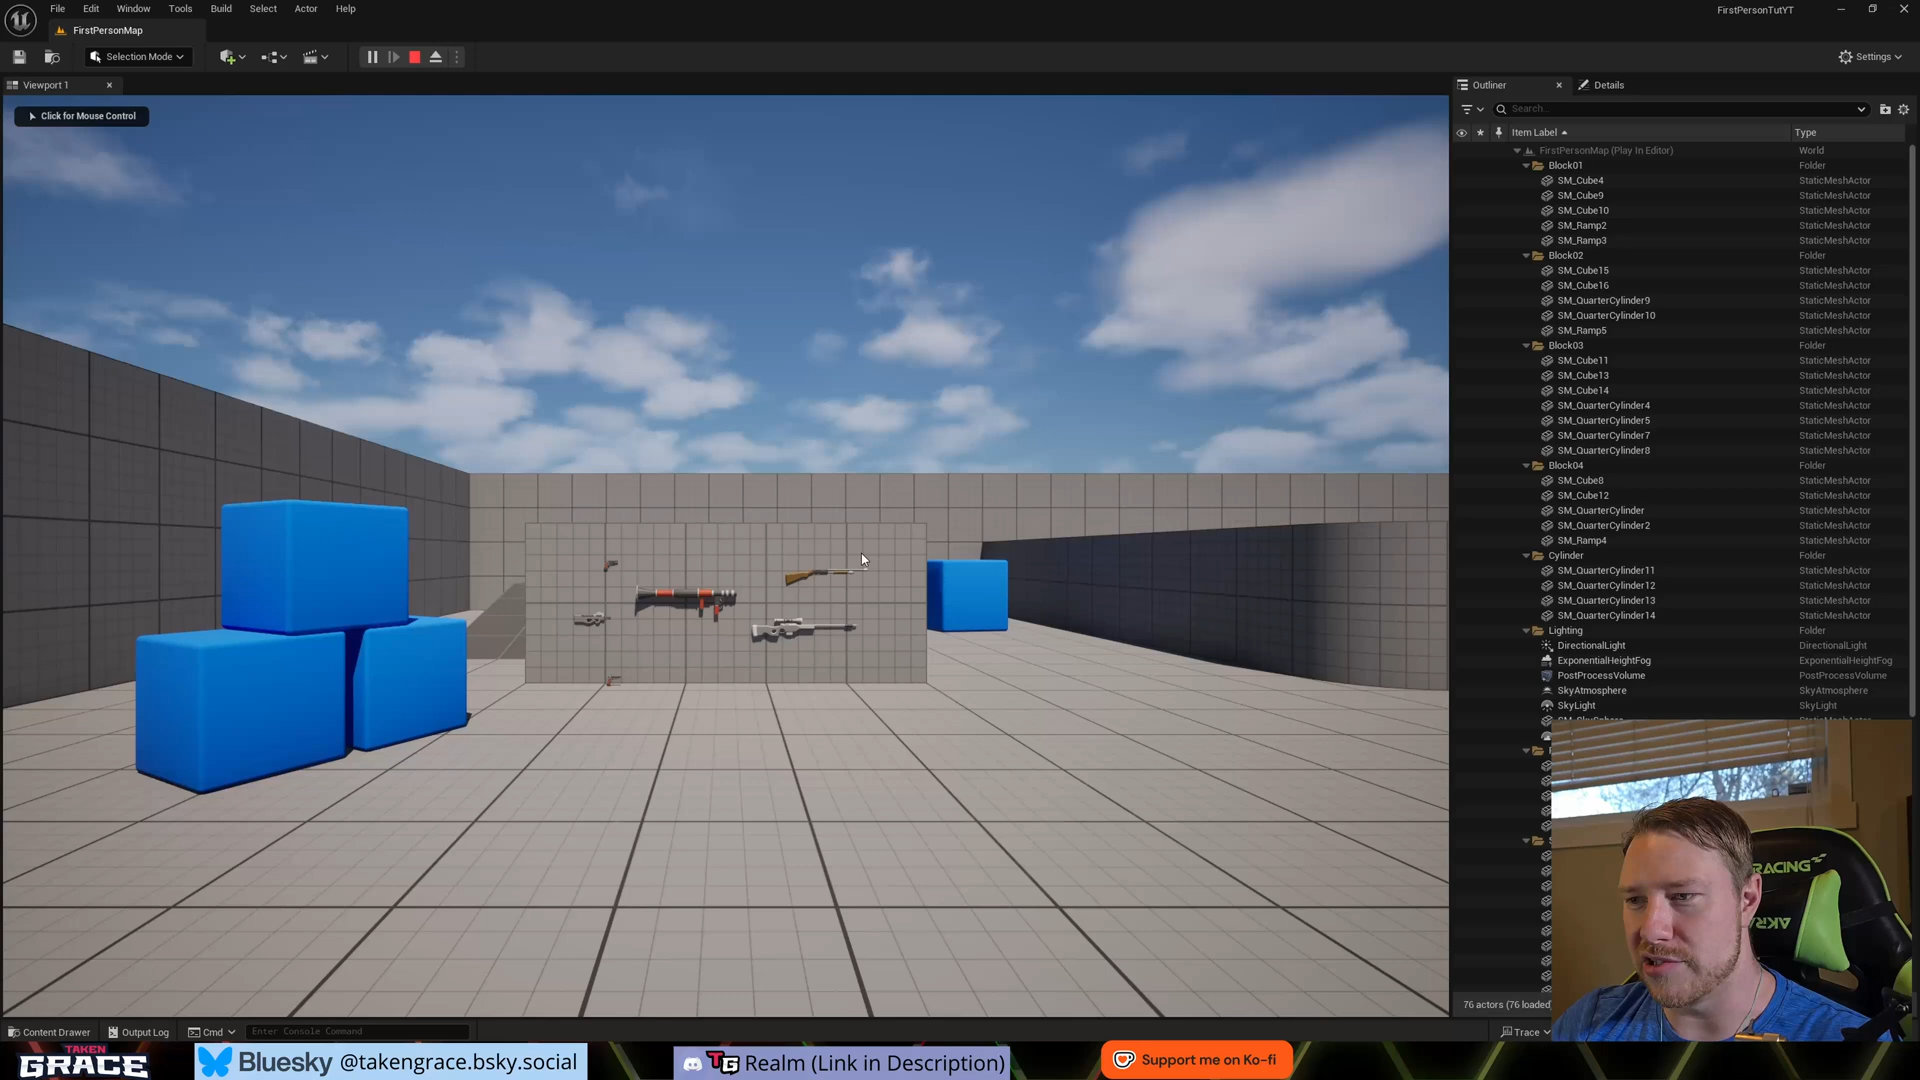 File Edit Window Tools Build Select Actor Help
FirstPersonTutYT
FirstPersonMap
Selection Mode
Settings
Viewport 1
Outliner
Details
Click for Mouse Control
Search...
Item Label
Type
FirstPersonMap (Play In Editor) World
Block01 Folder
SM_Cube4 StaticMeshActor
SM_Cube9 StaticMeshActor
SM_Cube10 StaticMeshActor
SM_Ramp2 StaticMeshActor
SM_Ramp3 StaticMeshActor
Block02 Folder
SM_Cube15 StaticMeshActor
SM_Cube16 StaticMeshActor
SM_QuarterCylinder9 StaticMeshActor
SM_QuarterCylinder10 StaticMeshActor
SM_Ramp5 StaticMeshActor
Block03 Folder
SM_Cube11 StaticMeshActor
SM_Cube13 StaticMeshActor
SM_Cube14 StaticMeshActor
SM_QuarterCylinder4 StaticMeshActor
SM_QuarterCylinder5 StaticMeshActor
SM_QuarterCylinder7 StaticMeshActor
SM_QuarterCylinder8 StaticMeshActor
Block04 Folder
SM_Cube8 StaticMeshActor
SM_Cube12 StaticMeshActor
SM_QuarterCylinder StaticMeshActor
SM_QuarterCylinder2 StaticMeshActor
SM_Ramp4 StaticMeshActor
Cylinder Folder
SM_QuarterCylinder11 StaticMeshActor
SM_QuarterCylinder12 StaticMeshActor
SM_QuarterCylinder13 StaticMeshActor
SM_QuarterCylinder14 StaticMeshActor
Lighting Folder
DirectionalLight DirectionalLight
ExponentialHeightFog ExponentialHeightFog
PostProcessVolume PostProcessVolume
SkyAtmosphere SkyAtmosphere
SkyLight SkyLight
RACING
76 actors (76 loaded)
Content Drawer Output Log Cmd Enter Console Command
Trace
TAKEN
GRACE
Bluesky @takengrace.bsky.social
TG Realm (Link in Description)
Support me on Ko-fi